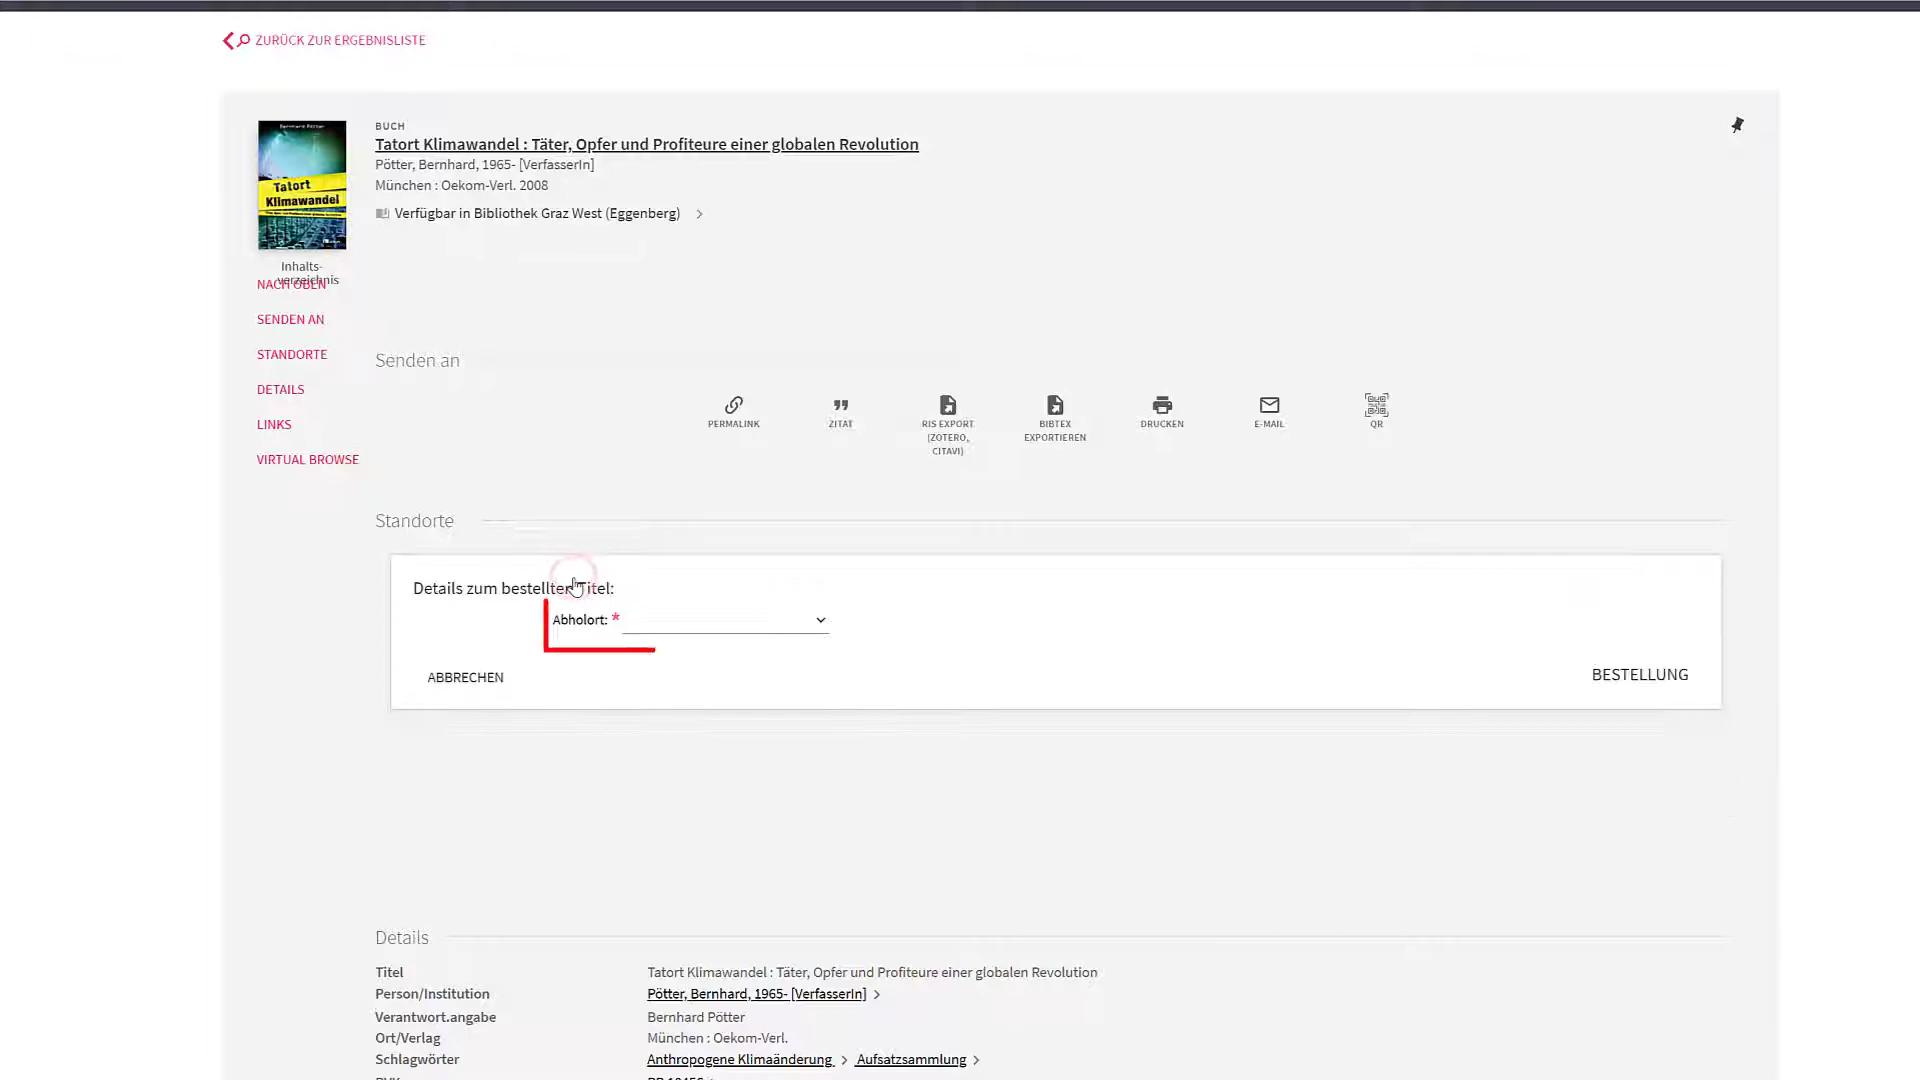 ZURÜCK ZUR ERGEBNISLISTE
Bernhard Pötter
Tatort
Klimawandel
Inhalts-
verzeichnis
BUCH
Tatort Klimawandel : Täter, Opfer und Profiteure einer globalen Revolution
Pötter, Bernhard, 1965- [VerfasserIn]
München : Oekom-Verl. 2008
Verfügbar in Bibliothek Graz West (Eggenberg)
NACH OBEN
SENDEN AN
STANDORTE
DETAILS
LINKS
VIRTUAL BROWSE
Senden an
PERMALINK
ZITAT
RIS EXPORT
(ZOTERO,
CITAVI)
BIBTEX
EXPORTIEREN
DRUCKEN
E-MAIL
QR
Standorte
Details zum bestellten Titel:
Abholort: *
ABBRECHEN
BESTELLUNG
Details
Titel Tatort Klimawandel : Täter, Opfer und Profiteure einer globalen Revolution
Person/Institution Pötter, Bernhard, 1965- [VerfasserIn]
Verantwort.angabe Bernhard Pötter
Ort/Verlag München : Oekom-Verl.
Schlagwörter Anthropogene Klimaänderung Aufsatzsammlung